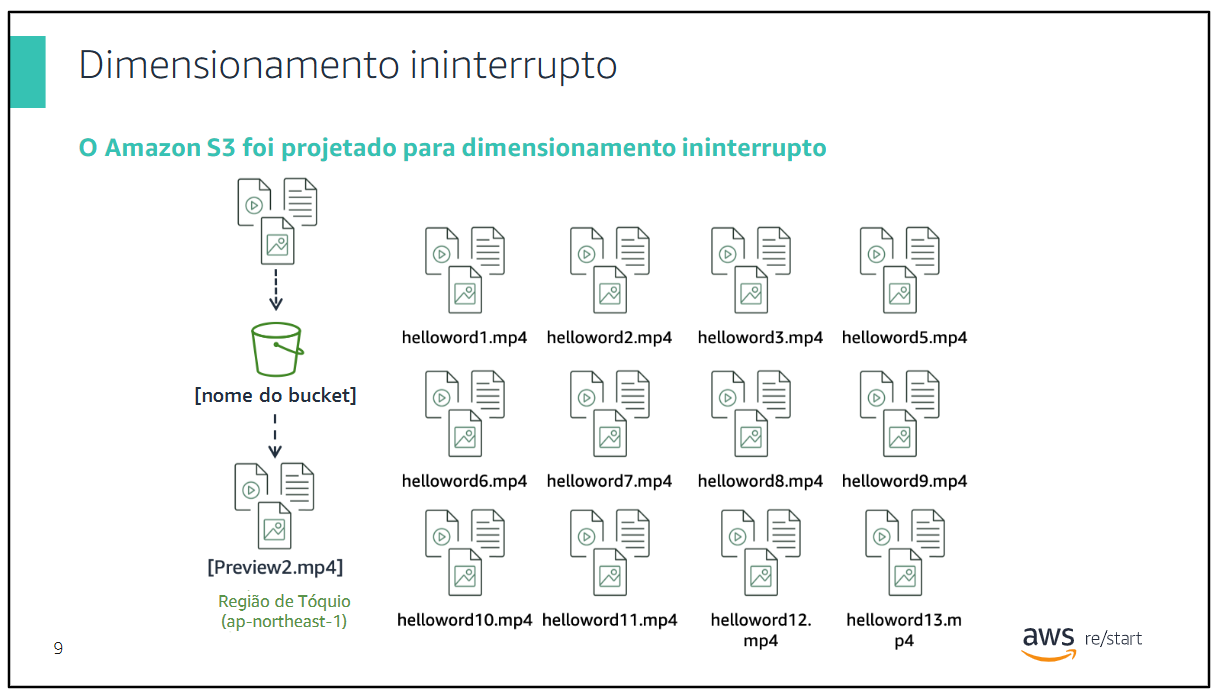 Dimensionamento ininterrupto
O Amazon S3 foi projetado para dimensionamento ininterrupto
[nome do bucket]
[Preview2.mp4]
Região de Tóquio
(ap-northeast-1)
helloword1.mp4 helloword2.mp4 helloword3.mp4 helloword5.mp4
helloword6.mp4 helloword7.mp4 helloword8.mp4 helloword9.mp4
helloword10.mp4 helloword11.mp4 helloword12. helloword13.m
mp4 p4
9
aws re/start